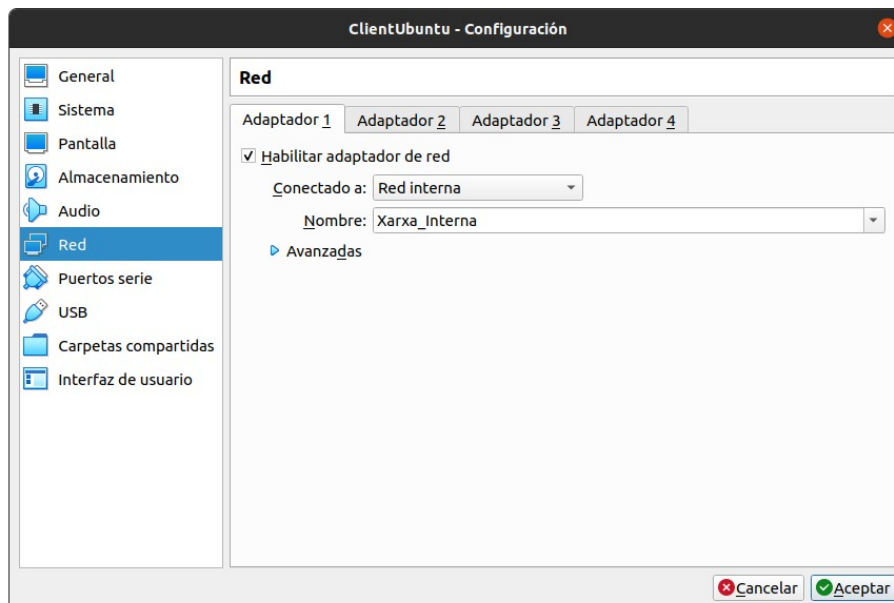 ClientUbuntu - Configuración
General
Sistema
Pantalla
Almacenamiento
Audio
Red
Puertos serie
USB
Carpetas compartidas
Interfaz de usuario
Red
Adaptador 1 Adaptador 2 Adaptador 3 Adaptador 4
Habilitar adaptador de red
Conectado a: Red interna
Nombre: Xarxa_Interna
Avanzadas
Cancelar Aceptar